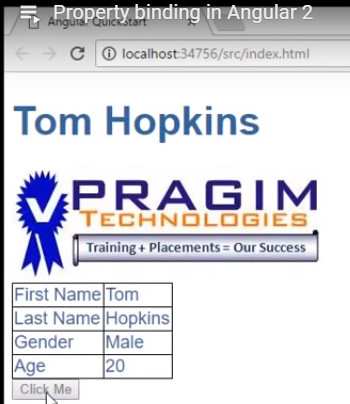 Property binding in Angular 2
Angular QuickStart
localhost:34756/src/index.html
Tom Hopkins
PRAGIM
TECHNOLOGIES
Training + Placements = Our Success
First Name Tom
Last Name Hopkins
Gender Male
Age 20
Click Me